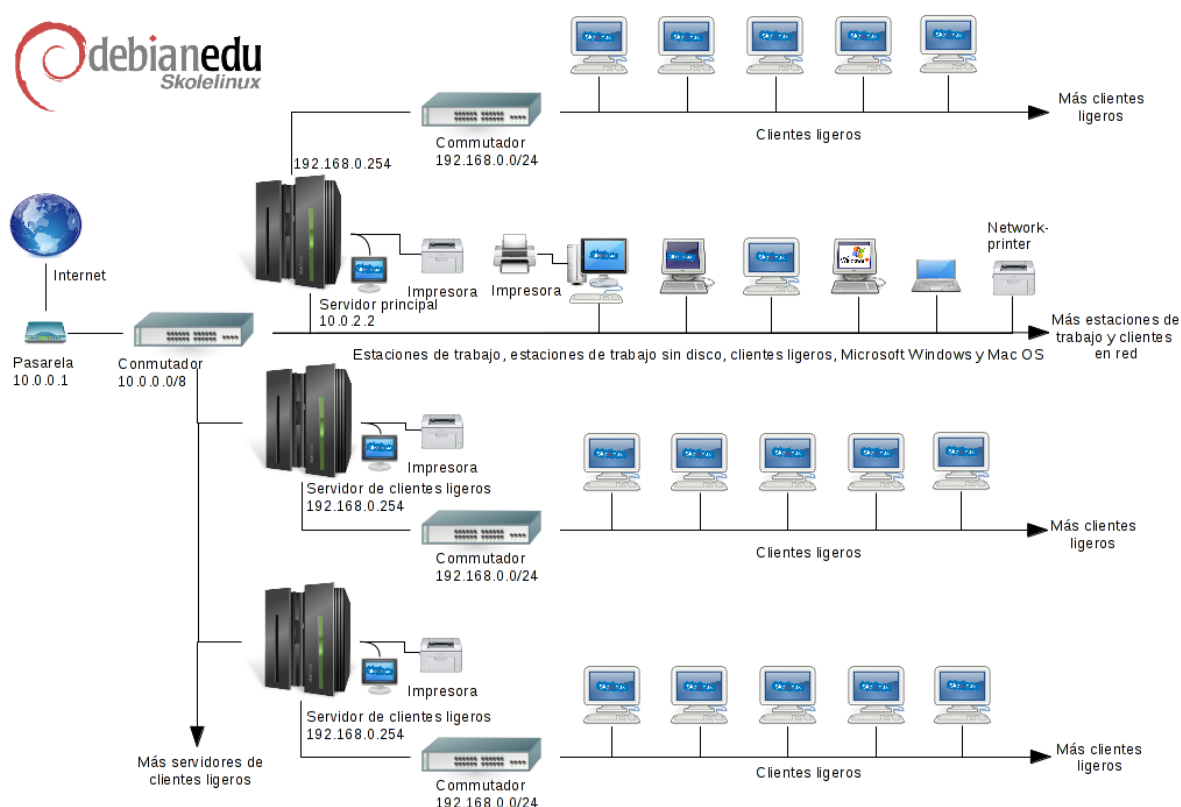 debianedu
Skolelinux
Más clientes
ligeros
Clientes ligeros
Commutador
192.168.0.0/24
192.168.0.254
Network-
printer
Internet
Impresora
Impresora
Servidor principal
10.0.2.2
Más estaciones de
trabajo y clientes
en red
Pasarela
10.0.0.1
Commutador
10.0.0.0/8
Estaciones de trabajo, estaciones de trabajo sin disco, clientes ligeros, Microsoft Windows y Mac OS
Impresora
Servidor de clientes ligeros
192.168.0.254
Más clientes
ligeros
Clientes ligeros
Commutador
192.168.0.0/24
Impresora
Servidor de clientes ligeros
192.168.0.254
Más servidores de
clientes ligeros
Más clientes
ligeros
Clientes ligeros
Commutador
192.168.0.0/24